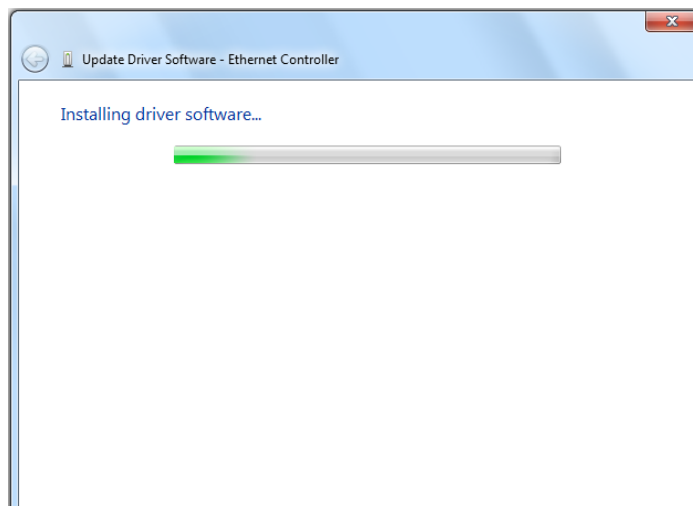 Update Driver Software - Ethernet Controller
Installing driver software...